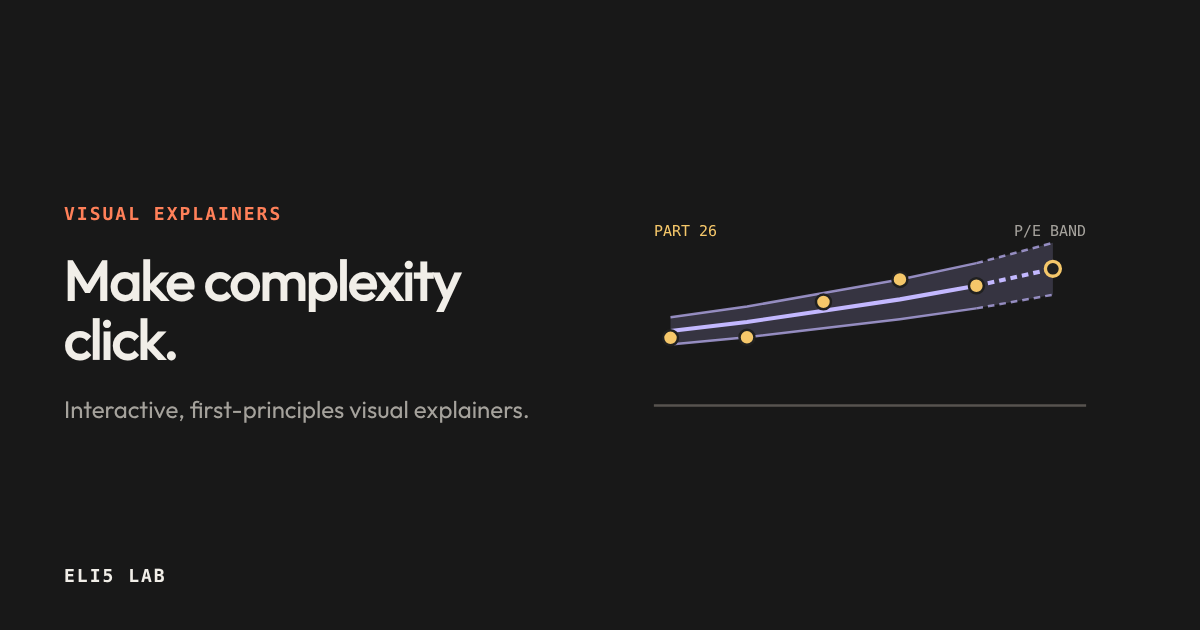 VISUAL EXPLAINERS
Make complexity
click.
Interactive, first-principles visual explainers.
ELI5 LAB
PART 26
P/E BAND